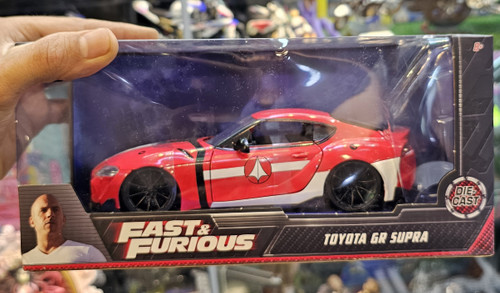 FAST &
FURIOUS
TOYOTA GR SUPRA
DIE
CAST